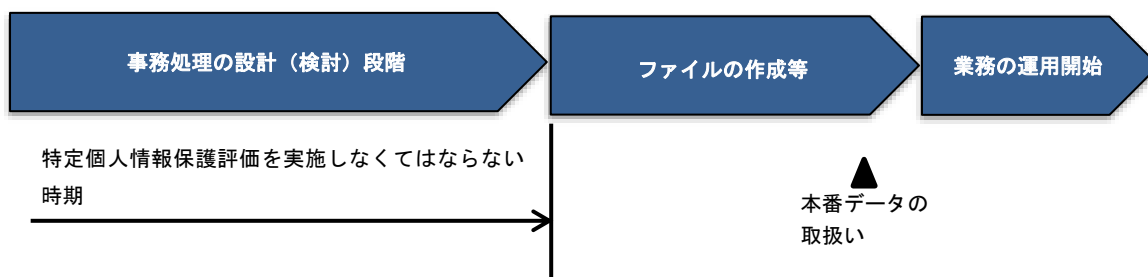 事務処理の設計（検討）段階
ファイルの作成等
業務の運用開始
特定個人情報保護評価を実施しなくてはならない
時期
本番データの
取扱い